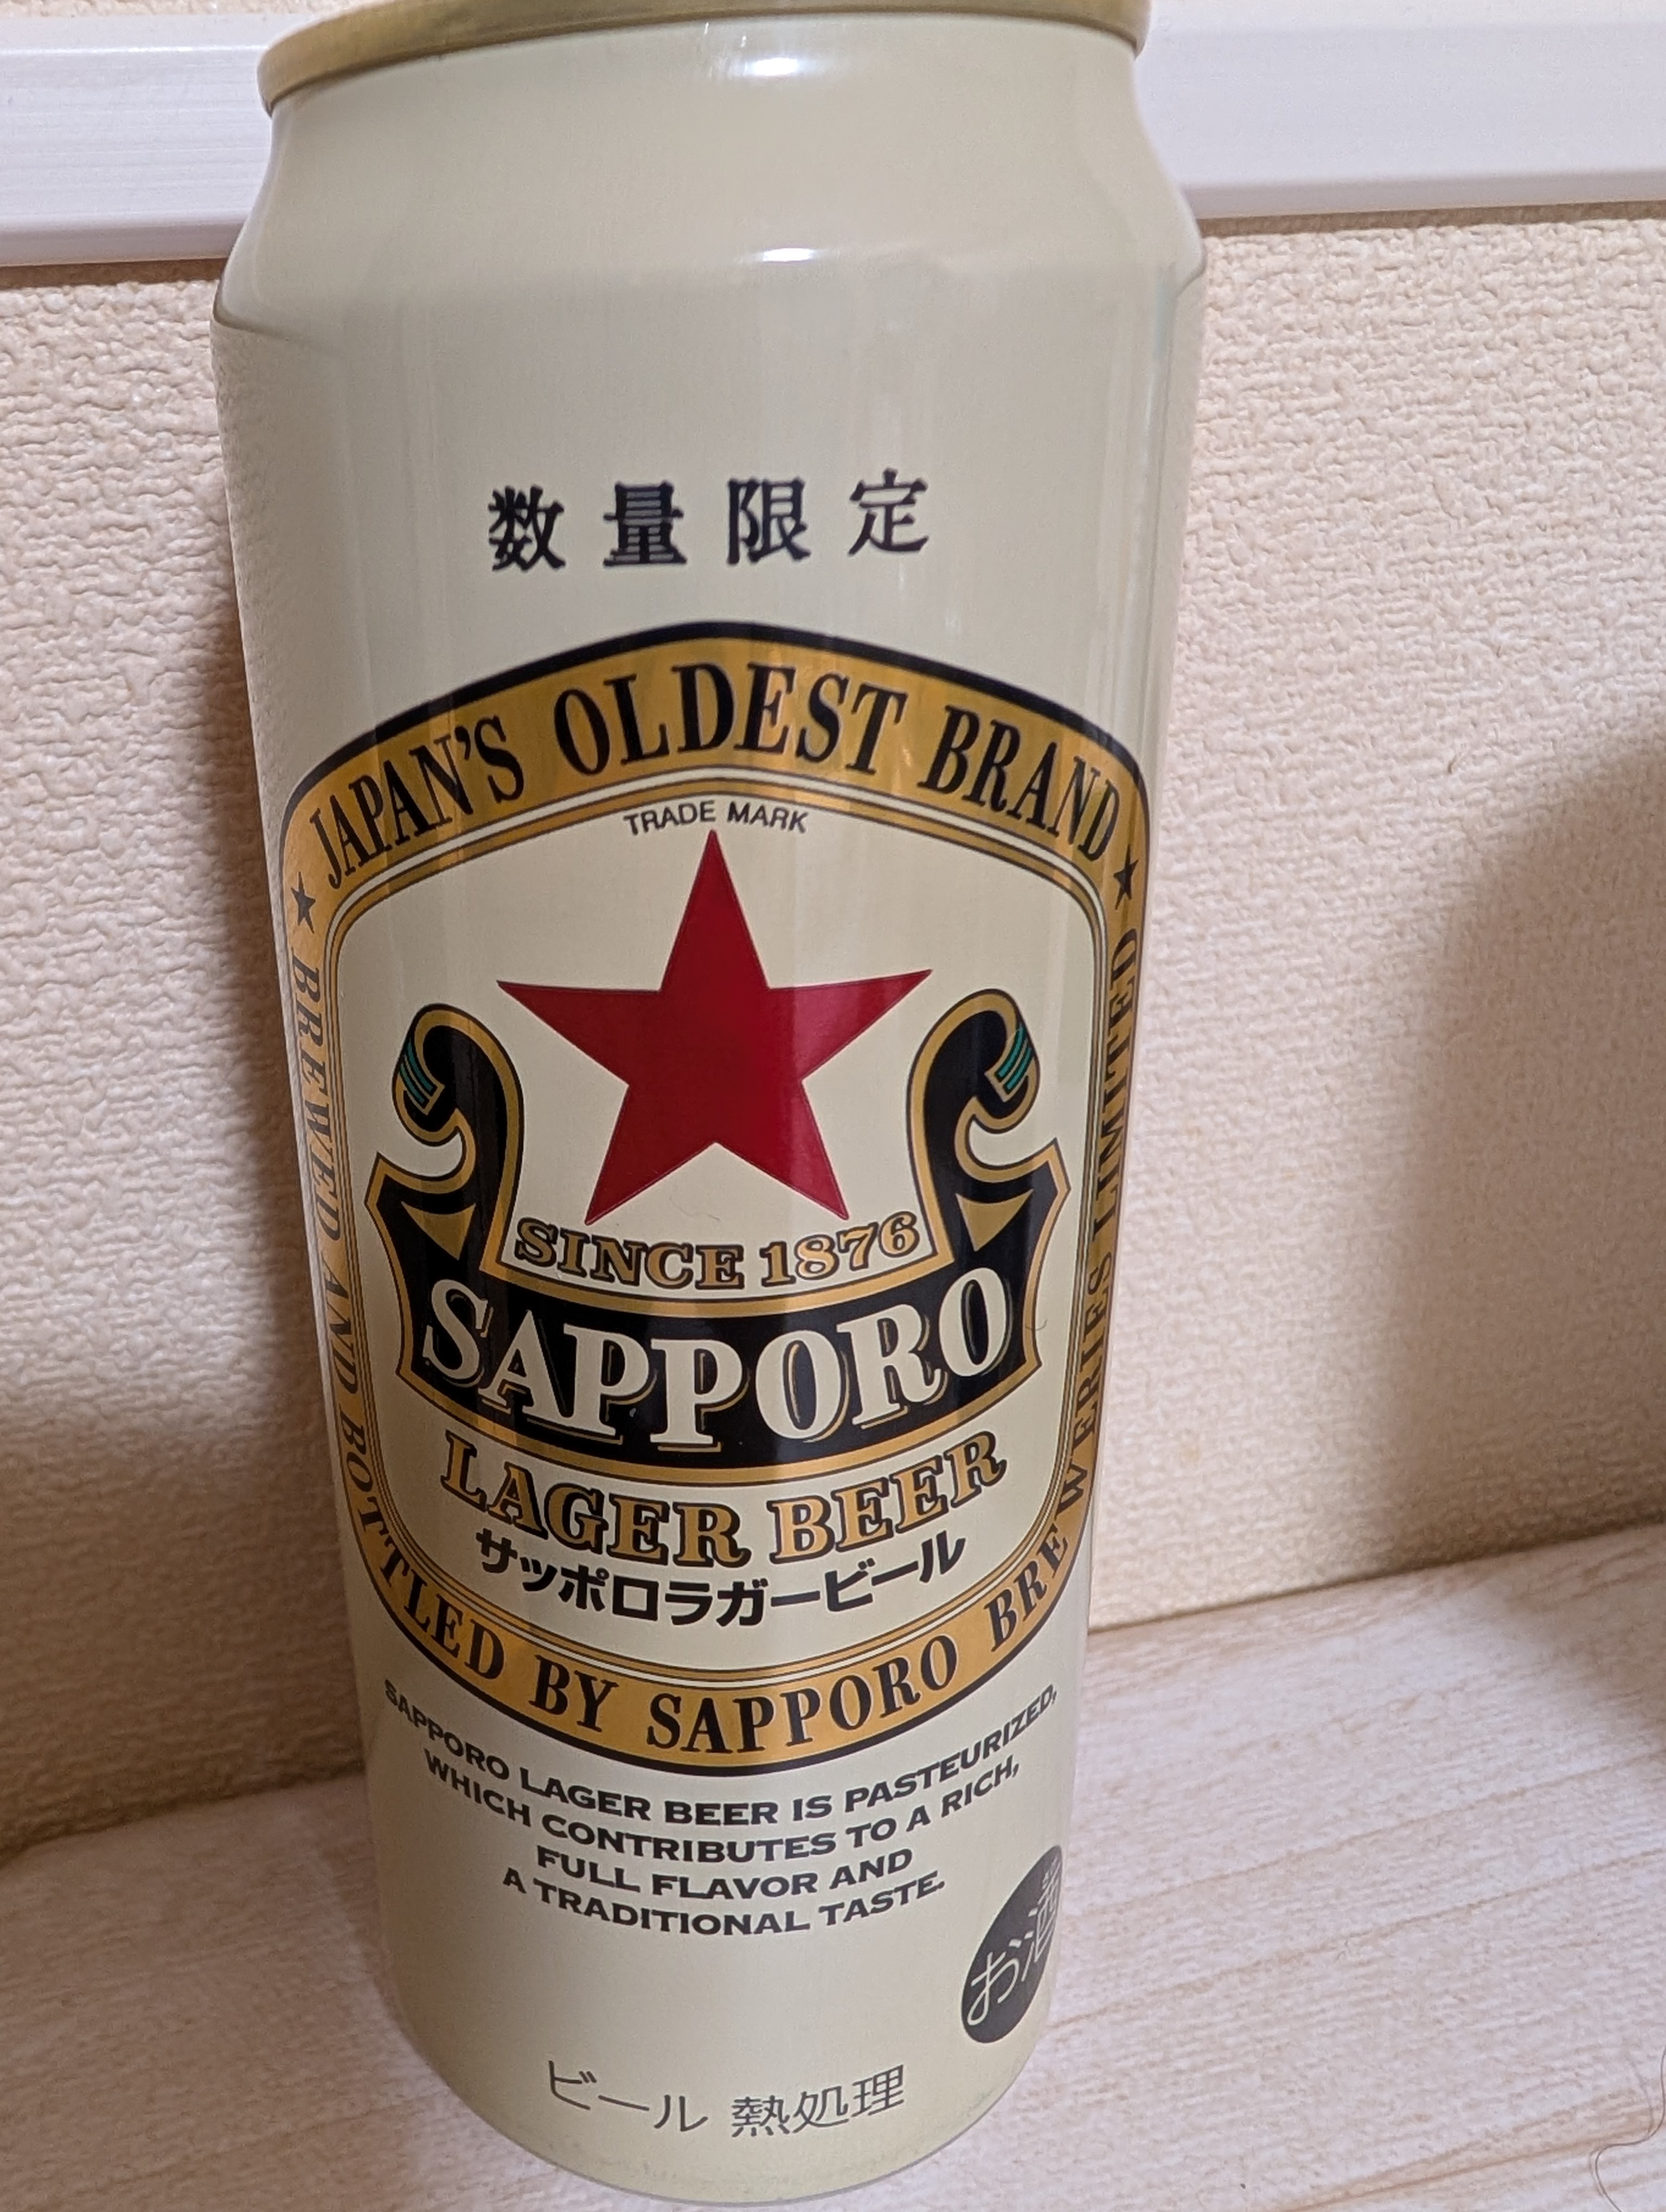 数量限定
JAPAN'S OLDEST BRAND
TRADE MARK
SINCE 1876
SAPPORO
LAGER BEER
サッポロラガービール
★ BREWED AND BOTTLED BY SAPPORO BREWERIES LIMITED ★
SAPPORO LAGER BEER IS PASTEURIZED,
WHICH CONTRIBUTES TO A RICH,
FULL FLAVOR AND
A TRADITIONAL TASTE.
お酒
ビール 熱処理